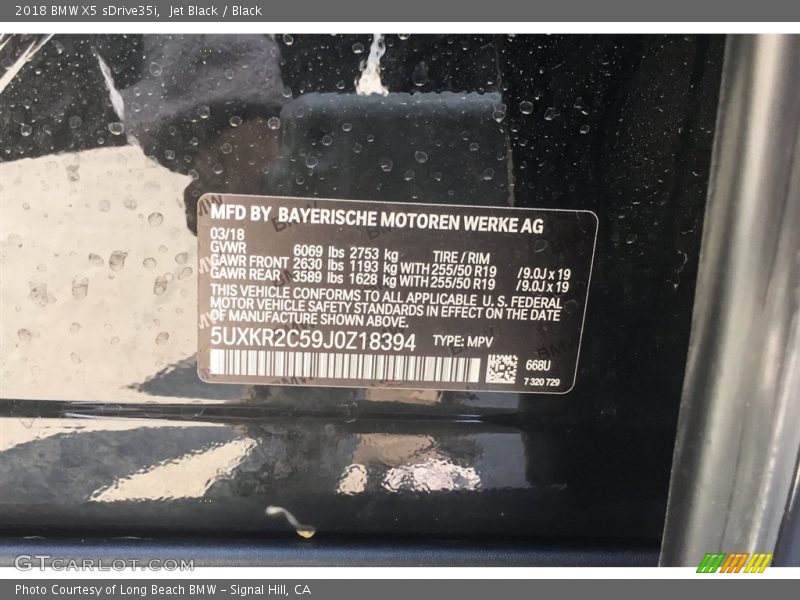 2018 BMW X5 sDrive35i,  Jet Black / Black
MFD BY BAYERISCHE MOTOREN WERKE AG
03/18
GVWR 6069 lbs 2753 kg TIRE / RIM
GAWR FRONT 2630 lbs 1193 kg WITH 255/50 R19 /9.0J x 19
GAWR REAR 3589 lbs 1628 kg WITH 255/50 R19 /9.0J x 19
THIS VEHICLE CONFORMS TO ALL APPLICABLE U. S. FEDERAL
MOTOR VEHICLE SAFETY STANDARDS IN EFFECT ON THE DATE
OF MANUFACTURE SHOWN ABOVE.
5UXKR2C59J0Z18394 TYPE: MPV
668U
7 320 729
GTCARLOT.COM
Photo Courtesy of Long Beach BMW – Signal Hill, CA